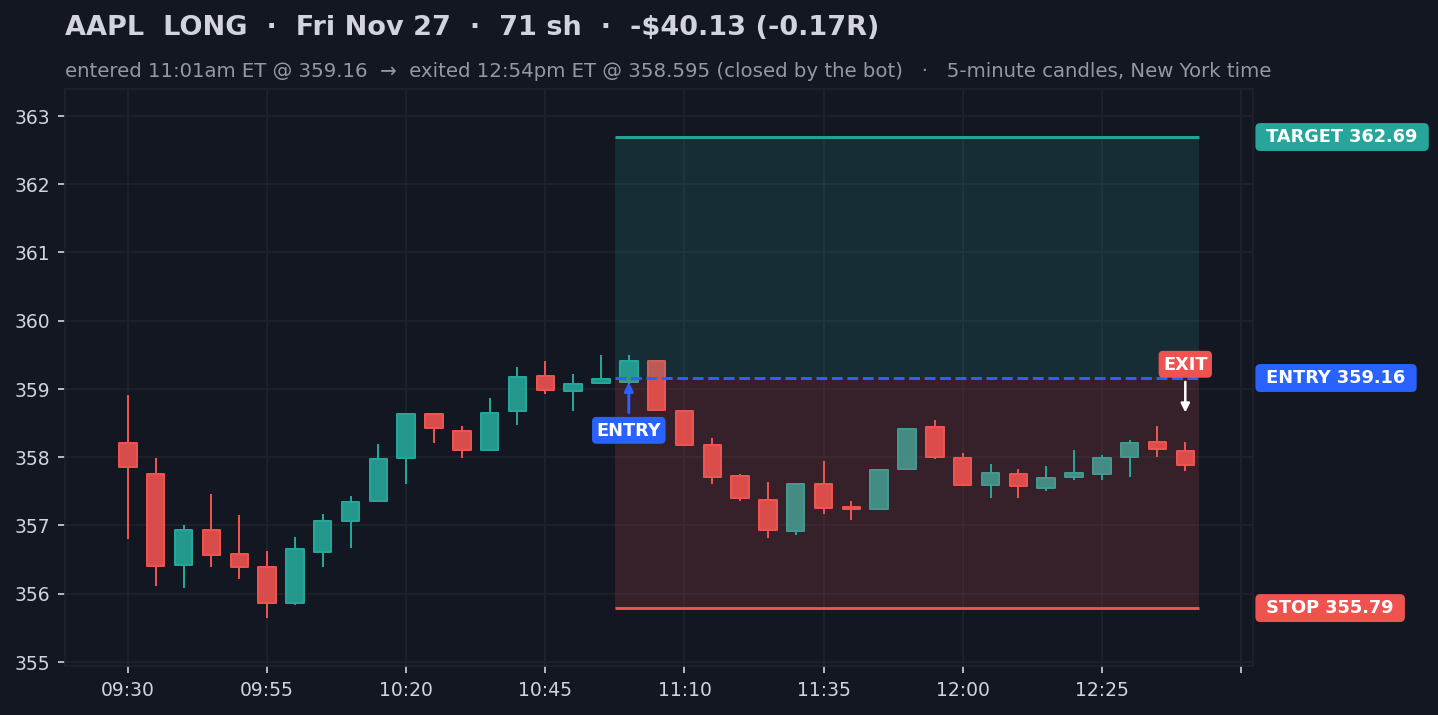 AAPL LONG · Fri Nov 27 · 71 sh · -$40.13 (-0.17R)
entered 11:01am ET @ 359.16 → exited 12:54pm ET @ 358.595 (closed by the bot) · 5-minute candles, New York time
363
TARGET 362.69
362
361
360
EXIT
359
ENTRY 359.16
ENTRY
358
357
356
STOP 355.79
355
09:30 09:55 10:20 10:45 11:10 11:35 12:00 12:25